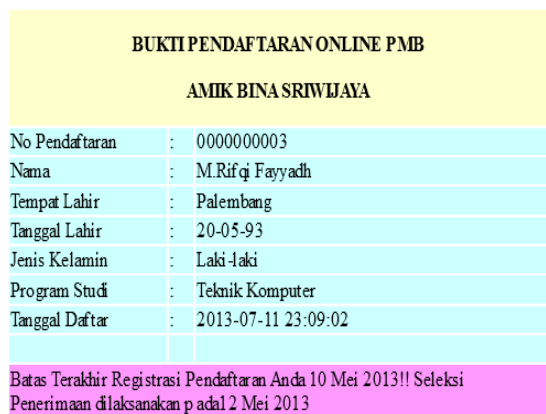 BUKTI PENDAFTARAN ONLINE PMB
AMIK BINA SRIWIJAYA
No Pendaftaran : 0000000003
Nama : M.Rifqi Fayyadh
Tempat Lahir : Palembang
Tanggal Lahir : 20-05-93
Jenis Kelamin : Laki-laki
Program Studi : Teknik Komputer
Tanggal Daftar : 2013-07-11 23:09:02
Batas Terakhir Registrasi Pendaftaran Anda 10 Mei 2013!! Seleksi
Penerimaan dilaksanakan pada12 Mei 2013